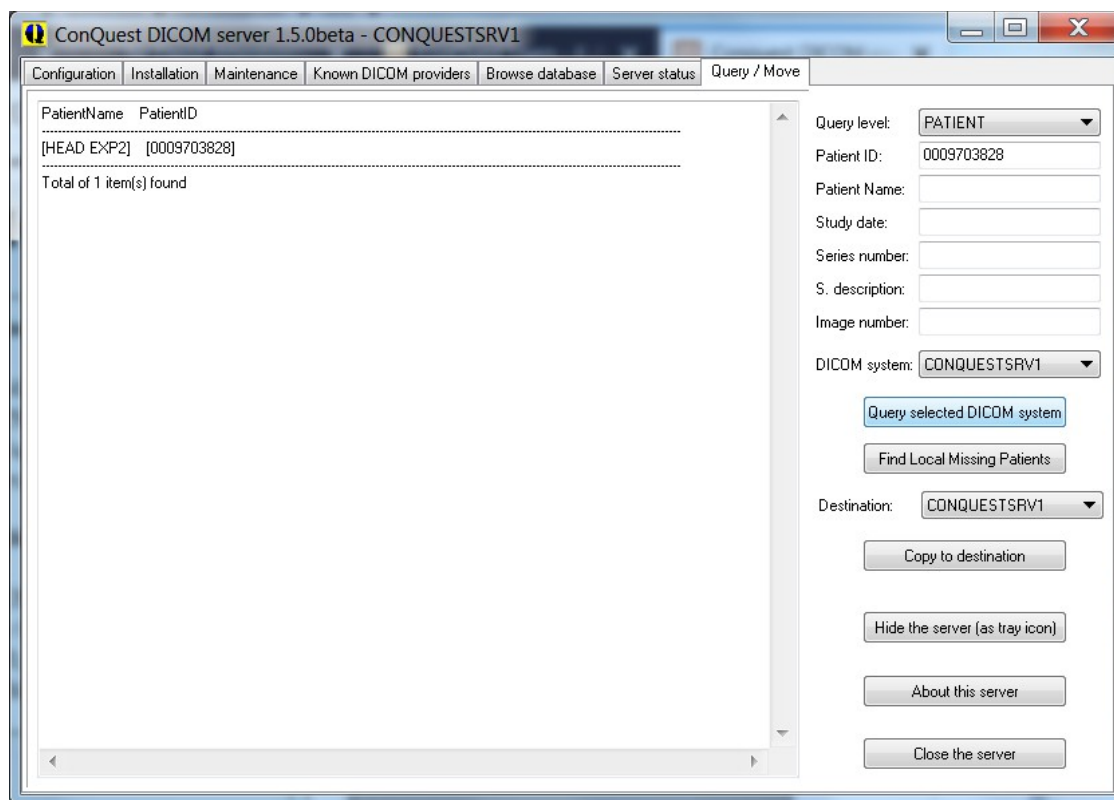 ConQuest DICOM server 1.5.0beta - CONQUESTSRV1
Configuration Installation Maintenance Known DICOM providers Browse database Server status Query / Move
PatientName PatientID
[HEAD EXP2] [0009703828]
Total of 1 item(s) found
Query level: PATIENT
Patient ID: 0009703828
Patient Name:
Study date:
Series number:
S. description:
Image number:
DICOM system: CONQUESTSRV1
Query selected DICOM system
Find Local Missing Patients
Destination: CONQUESTSRV1
Copy to destination
Hide the server (as tray icon)
About this server
Close the server